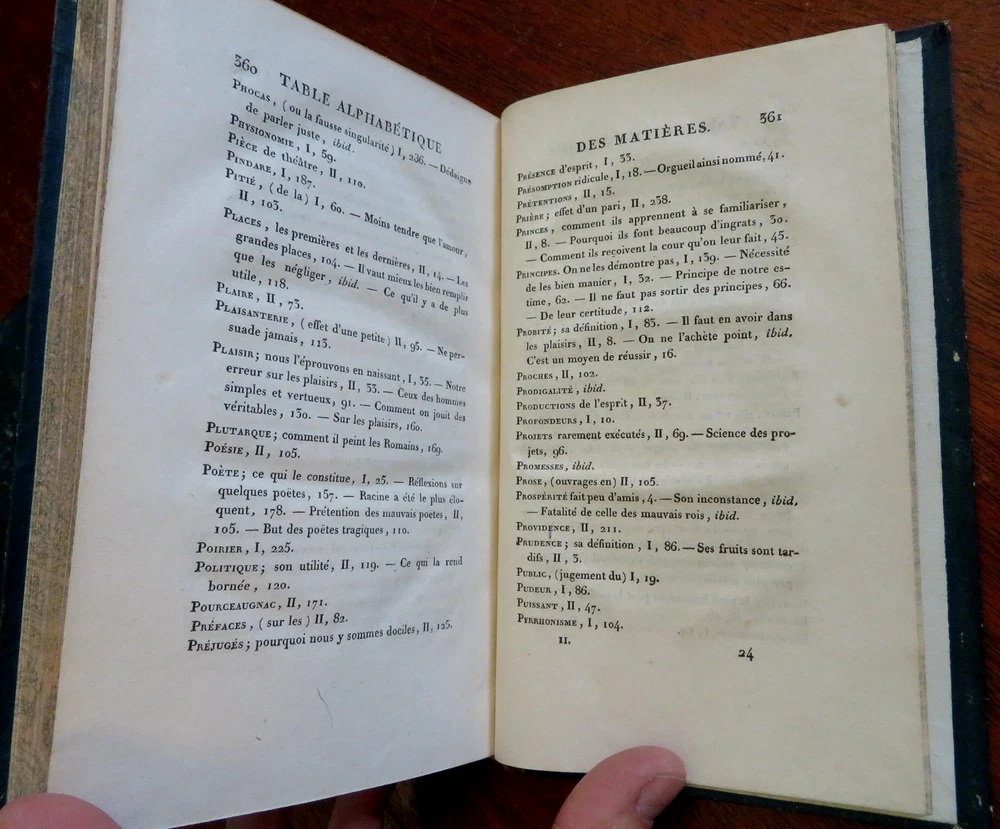 360 TABLE ALPHABÉTIQUE
PHOCAS, (ou la fausse singularité) I, 236. — Dédaigne
de parler juste, ibid.
PHYSIONOMIE, I, 59.
PIÈCE de théâtre, II, 110.
PINDARE, I, 187.
PITIÉ, (de la) I, 60. — Moins tendre que l'amour,
II, 103.
PLACES, les premières et les dernières, II, 14. — Les
grandes places, 104. — Il vaut mieux les bien remplir
que les négliger, ibid. — Ce qu'il y a de plus
utile, 118.
PLAIRE, II, 73.
PLAISANTERIE, (effet d'une petite) II, 93. — Ne per-
suade jamais, 113.
PLAISIR; nous l'éprouvons en naissant, I, 35. — Notre
erreur sur les plaisirs, II, 33. — Ceux des hommes
simples et vertueux, 91. — Comment on jouit des
véritables, 130. — Sur les plaisirs, 160.
PLUTARQUE; comment il peint les Romains, 169.
POÉSIE, II, 105.
POËTE; ce qui le constitue, I, 25. — Réflexions sur
quelques poëtes, 157. — Racine a été le plus élo-
quent, 178. — Prétention des mauvais poetes, II,
105. — But des poëtes tragiques, 110.
POIRIER, I, 225.
POLITIQUE; son utilité, II, 119. — Ce qui la rend
bornée, 120.
POURCEAUGNAC, II, 171.
PRÉFACES, (sur les) II, 82.
PRÉJUGÉS; pourquoi nous y sommes dociles, II, 125.
DES MATIÈRES. 361
PRÉSENCE d'esprit, I, 33.
PRÉSOMPTION ridicule, I, 18. — Orgueil ainsi nommé, 41.
PRÉTENTIONS, II, 15.
PRIÈRE; effet d'un pari, II, 238.
PRINCES, comment ils apprennent à se familiariser,
II, 8. — Pourquoi ils font beaucoup d'ingrats, 30.
— Comment ils reçoivent la cour qu'on leur fait, 45.
PRINCIPES. On ne les démontre pas, I, 139. — Nécessité
de les bien manier, I, 32. — Principe de notre es-
time, 62. — Il ne faut pas sortir des principes, 66.
— De leur certitude, 112.
PROBITÉ; sa définition, I, 83. — Il faut en avoir dans
les plaisirs, II, 8. — On ne l'achète point, ibid.
C'est un moyen de réussir, 16.
PROCHES, II, 102.
PRODIGALITÉ, ibid.
PRODUCTIONS de l'esprit, II, 37.
PROFONDEURS, I, 10.
PROJETS rarement exécutés, II, 69. — Science des pro-
jets, 96.
PROMESSES, ibid.
PROSE, (ouvrages en) II, 105.
PROSPÉRITÉ fait peu d'amis, 4. — Son inconstance, ibid.
— Fatalité de celle des mauvais rois, ibid.
PROVIDENCE, II, 211.
PRUDENCE; sa définition, I, 86. — Ses fruits sont tar-
difs, II, 3.
PUBLIC, (jugement du) I, 19.
PUDEUR, I, 86.
PUISSANT, II, 47.
PYRRHONISME, I, 104.
II. 24